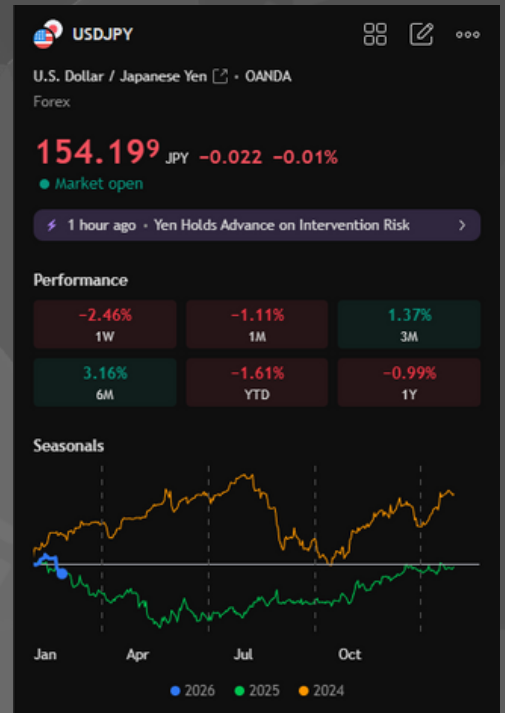 USDJPY
U.S. Dollar / Japanese Yen • OANDA
Forex
154.199 JPY −0.022 −0.01%
Market open
1 hour ago • Yen Holds Advance on Intervention Risk
Performance
−2.46% −1.11% 1.37%
1W 1M 3M
3.16% −1.61% −0.99%
6M YTD 1Y
Seasonals
Jan Apr Jul Oct
2026 2025 2024